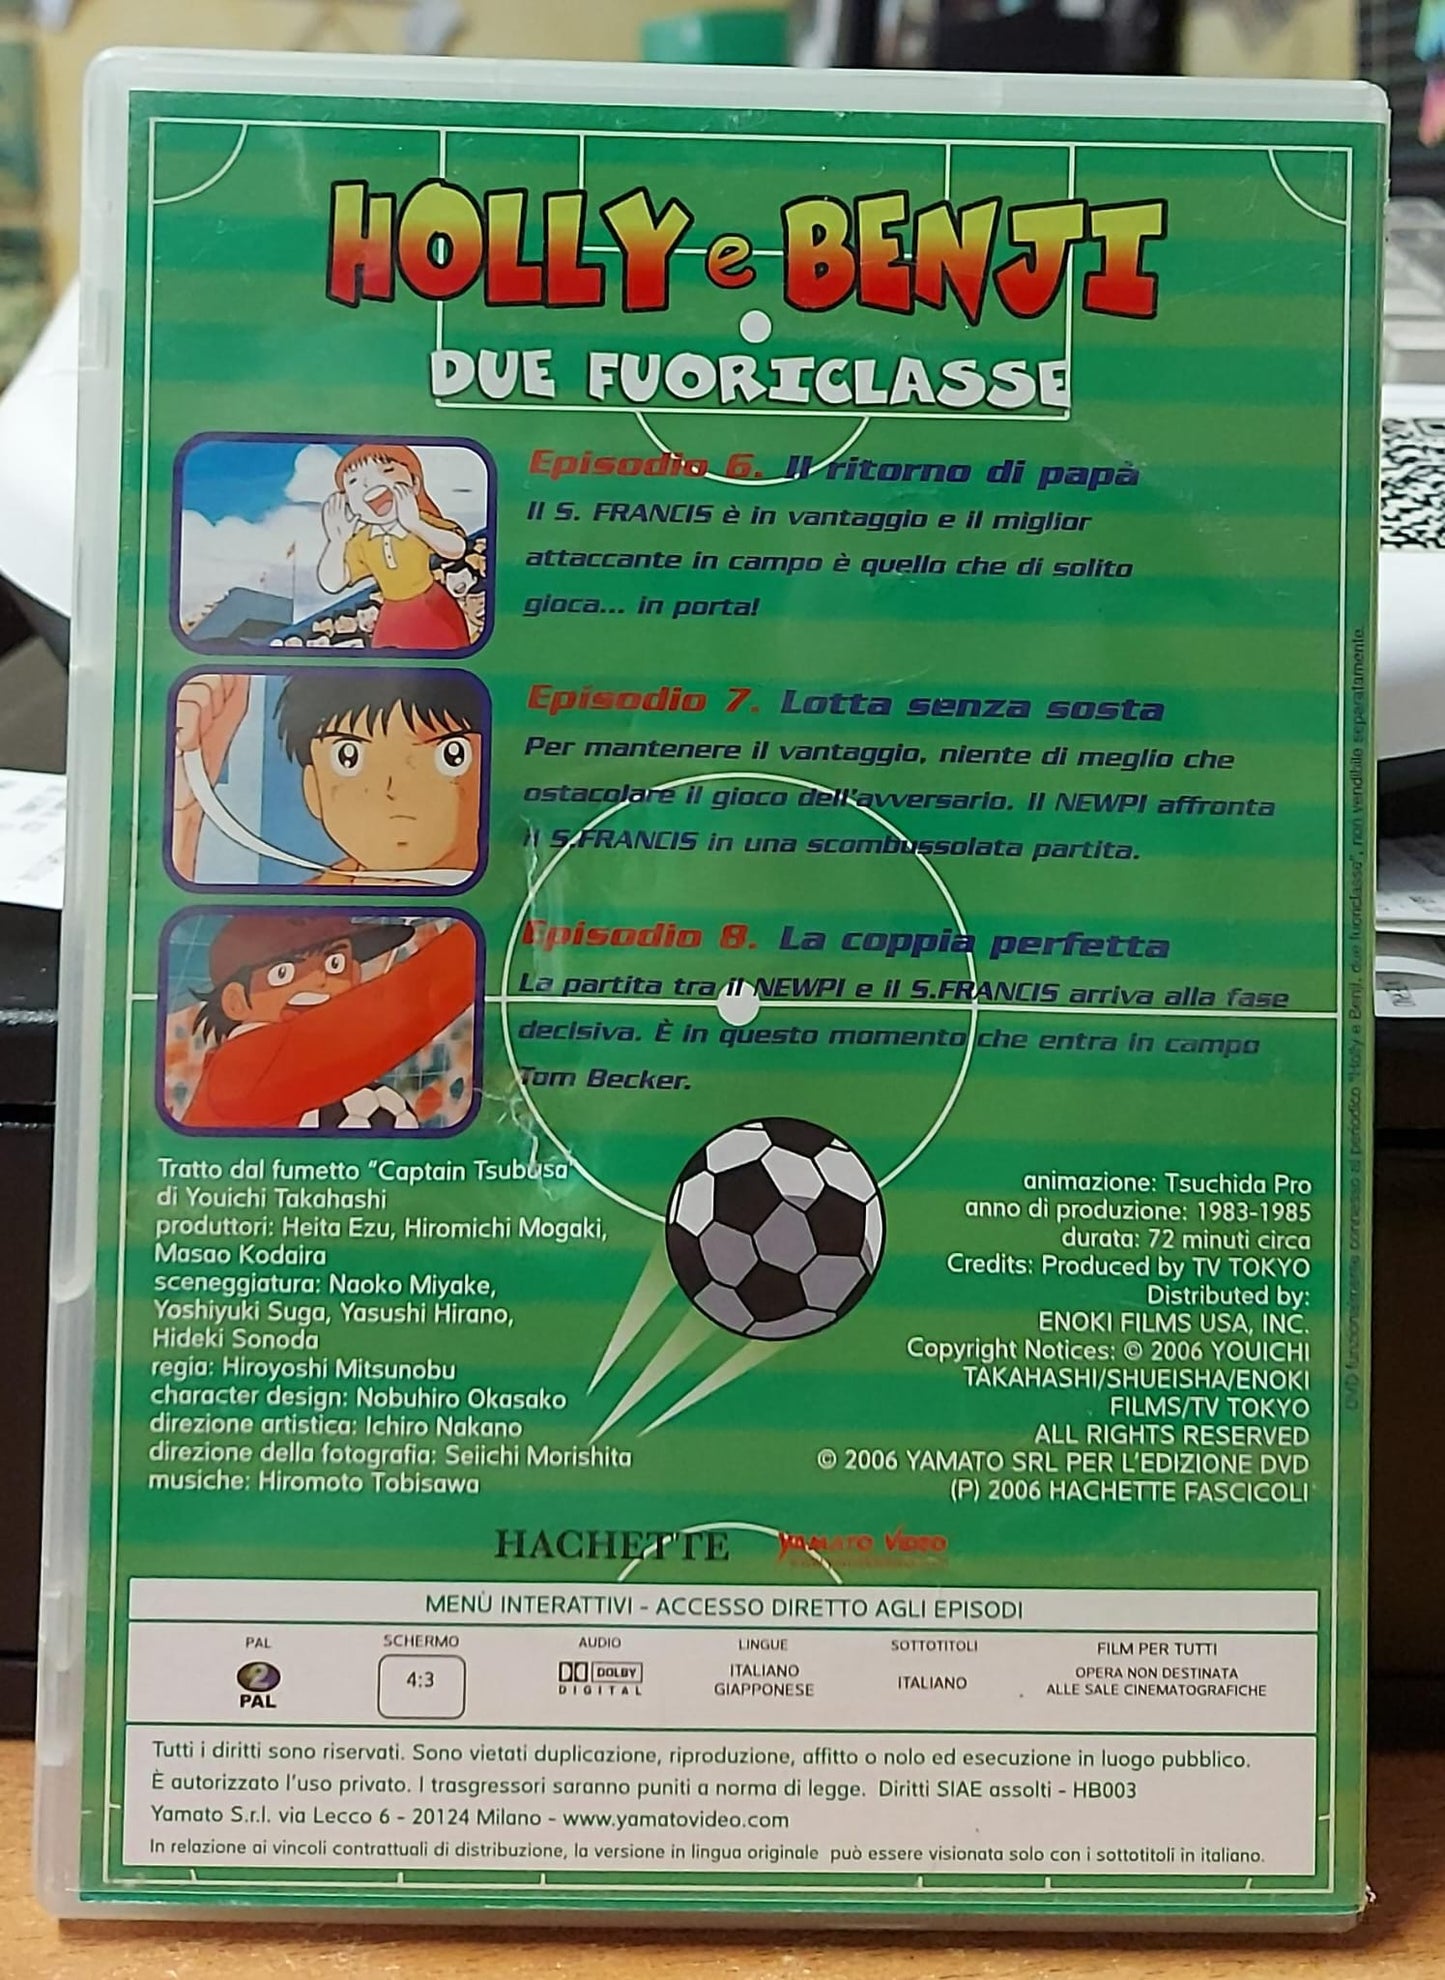 HOLLY e BENJI
DUE FUORICLASSE
Episodio 6. Il ritorno di papà
Il S. FRANCIS è in vantaggio e il miglior
attaccante in campo è quello che di solito
gioca... in porta!
Episodio 7. Lotta senza sosta
Per mantenere il vantaggio, niente di meglio che
ostacolare il gioco dell'avversario. Il NEWPI affronta
il S.FRANCIS in una scombussolata partita.
Episodio 8. La coppia perfetta
La partita tra il NEWPI e il S.FRANCIS arriva alla fase
decisiva. È in questo momento che entra in campo
Tom Becker.
Tratto dal fumetto "Captain Tsubusa"
di Youichi Takahashi
produttori: Heita Ezu, Hiromichi Mogaki,
Masao Kodaira
sceneggiatura: Naoko Miyake,
Yoshiyuki Suga, Yasushi Hirano,
Hideki Sonoda
regia: Hiroyoshi Mitsunobu
character design: Nobuhiro Okasako
direzione artistica: Ichiro Nakano
direzione della fotografia: Seiichi Morishita
musiche: Hiromoto Tobisawa
animazione: Tsuchida Pro
anno di produzione: 1983-1985
durata: 72 minuti circa
Credits: Produced by TV TOKYO
Distributed by:
ENOKI FILMS USA, INC.
Copyright Notices: © 2006 YOUICHI
TAKAHASHI/SHUEISHA/ENOKI
FILMS/TV TOKYO
ALL RIGHTS RESERVED
© 2006 YAMATO SRL PER L'EDIZIONE DVD
(P) 2006 HACHETTE FASCICOLI
DVD funzionalmente connesso al periodico "Holly e Benji, due fuoriclasse", non vendibile separatamente
HACHETTE YAMATO VIDEO
MENÙ INTERATTIVI - ACCESSO DIRETTO AGLI EPISODI
PAL SCHERMO AUDIO LINGUE SOTTOTITOLI FILM PER TUTTI
2 4:3 DOLBY ITALIANO ITALIANO OPERA NON DESTINATA
PAL DIGITAL GIAPPONESE ALLE SALE CINEMATOGRAFICHE
Tutti i diritti sono riservati. Sono vietati duplicazione, riproduzione, affitto o nolo ed esecuzione in luogo pubblico.
È autorizzato l'uso privato. I trasgressori saranno puniti a norma di legge. Diritti SIAE assolti - HB003
Yamato S.r.l. via Lecco 6 - 20124 Milano - www.yamatovideo.com
In relazione ai vincoli contrattuali di distribuzione, la versione in lingua originale può essere visionata solo con i sottotitoli in italiano.